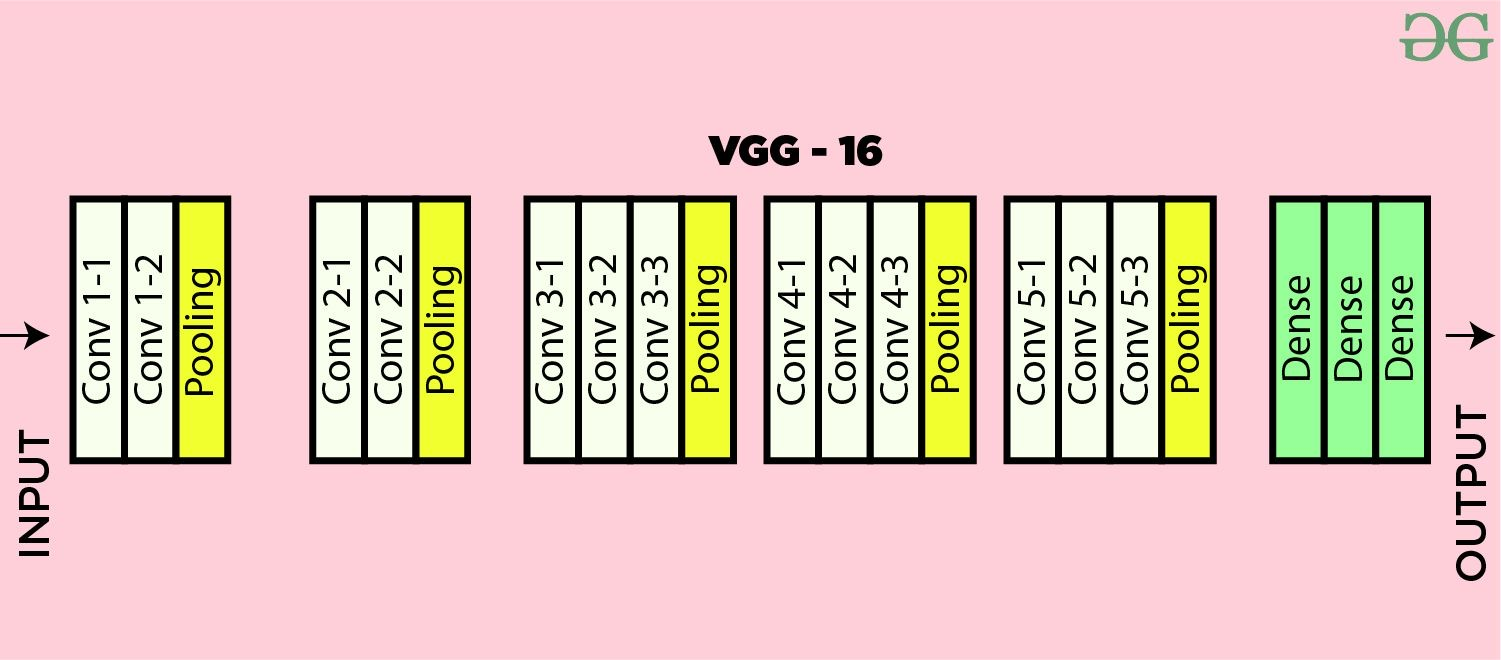 VGG - 16
INPUT
Conv 1-1
Conv 1-2
Pooling
Conv 2-1
Conv 2-2
Pooling
Conv 3-1
Conv 3-2
Conv 3-3
Pooling
Conv 4-1
Conv 4-2
Conv 4-3
Pooling
Conv 5-1
Conv 5-2
Conv 5-3
Pooling
Dense
Dense
Dense
OUTPUT